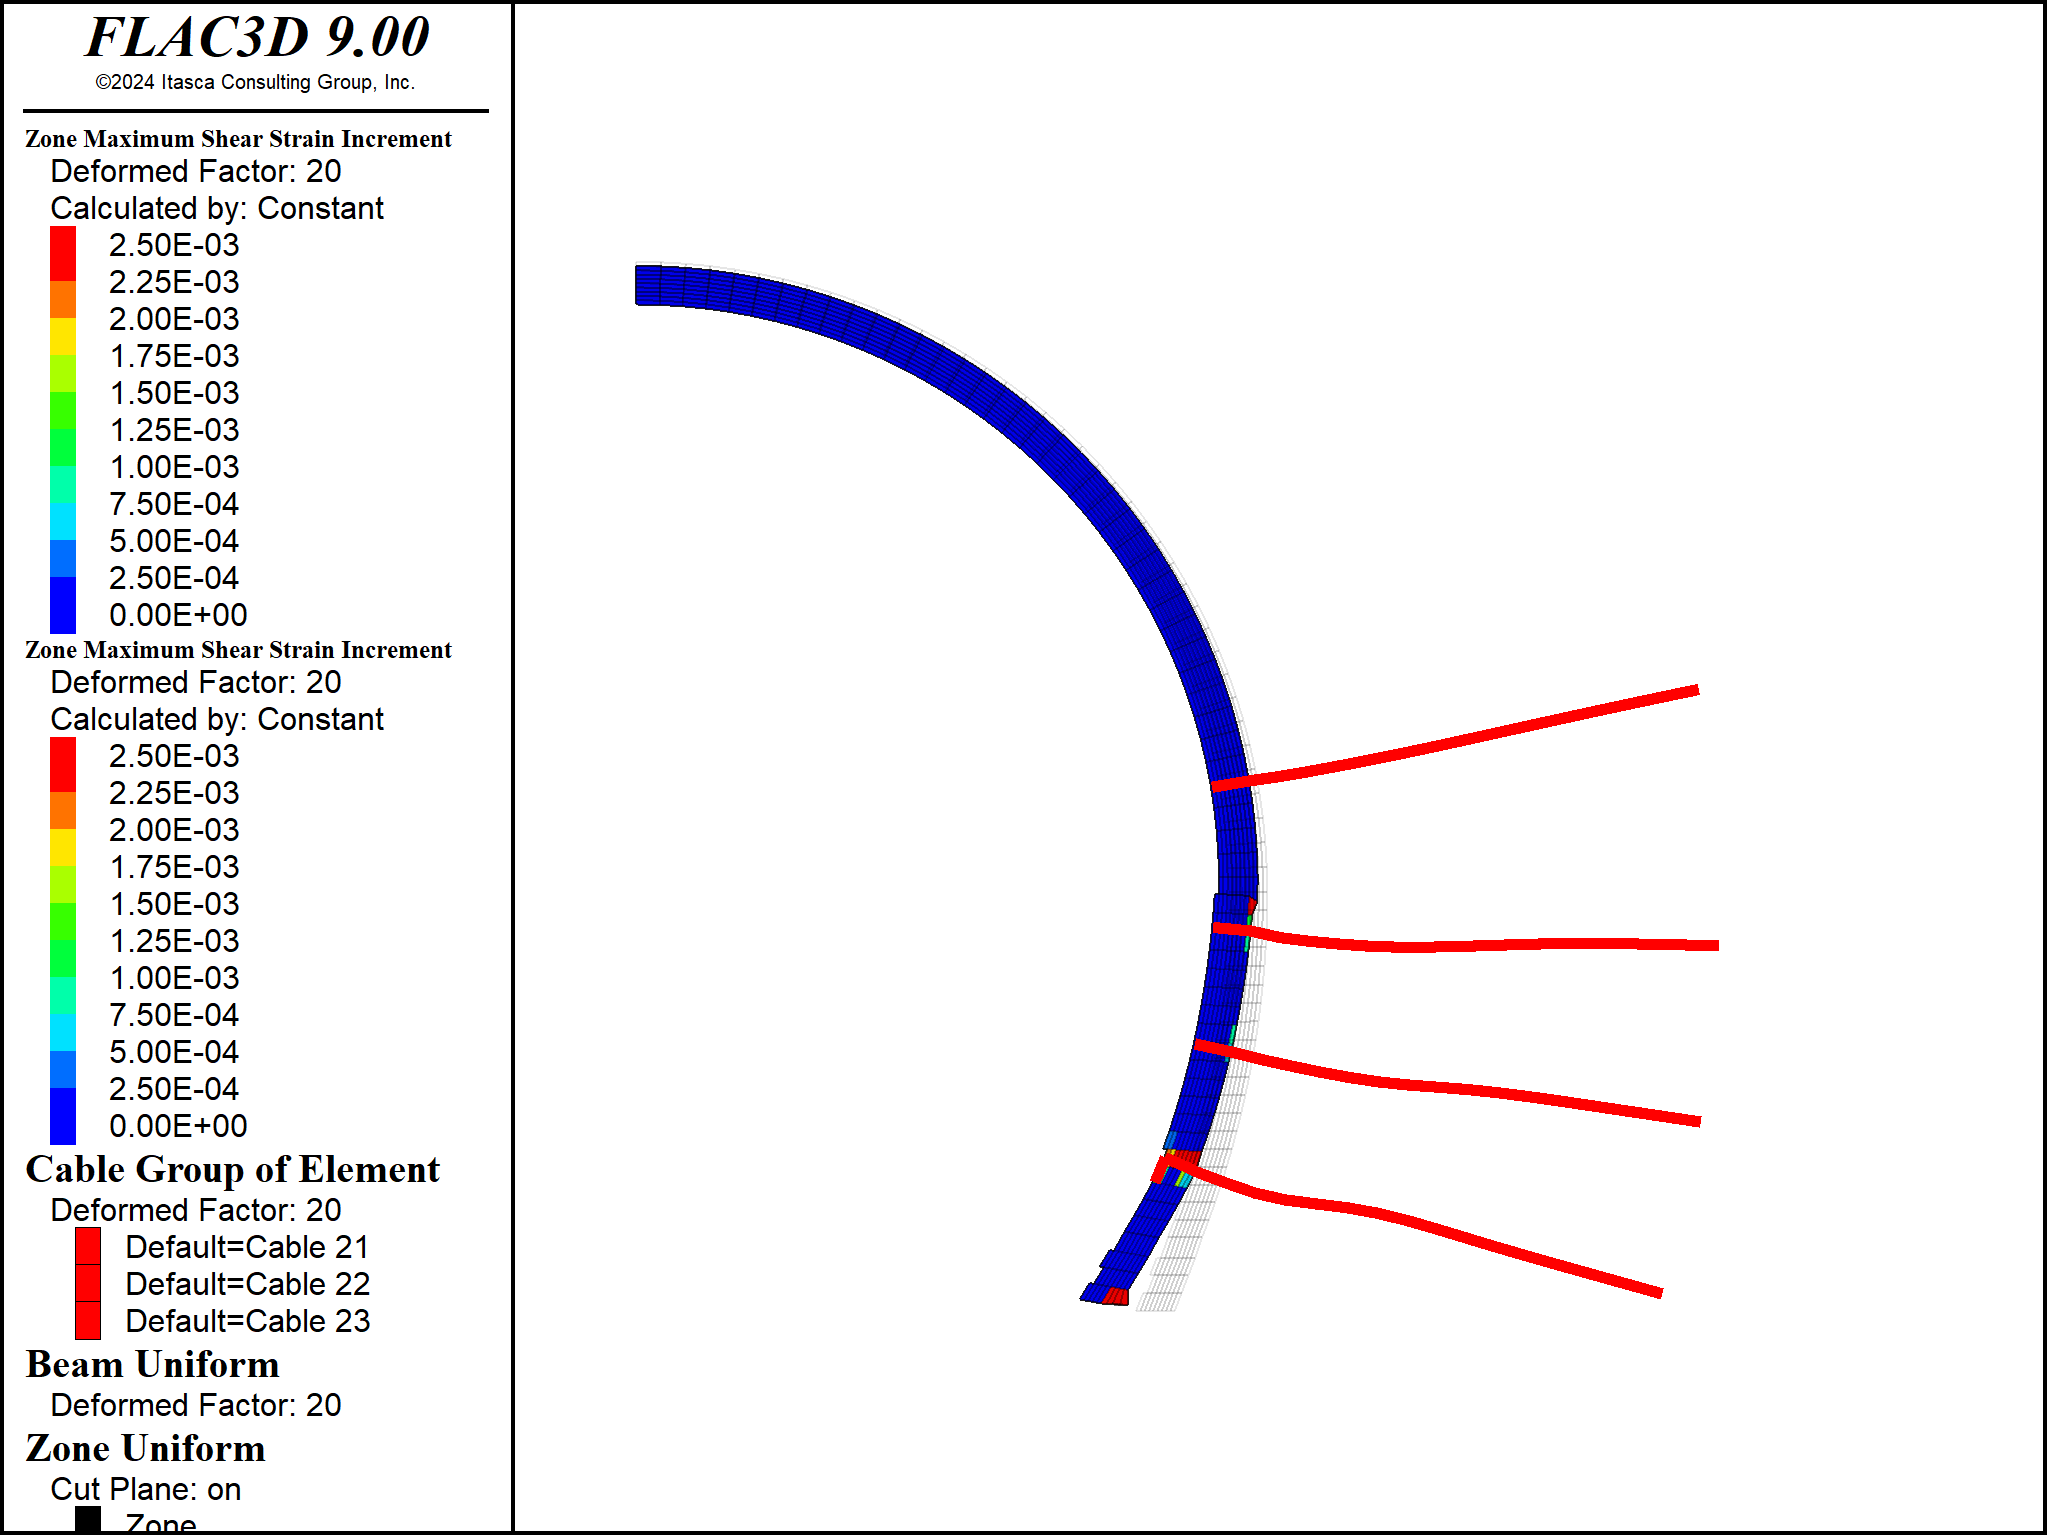 FLAC3D 9.00
©2024 Itasca Consulting Group, Inc.
Zone Maximum Shear Strain Increment
Deformed Factor: 20
Calculated by: Constant
2.50E-03
2.25E-03
2.00E-03
1.75E-03
1.50E-03
1.25E-03
1.00E-03
7.50E-04
5.00E-04
2.50E-04
0.00E+00
Zone Maximum Shear Strain Increment
Deformed Factor: 20
Calculated by: Constant
2.50E-03
2.25E-03
2.00E-03
1.75E-03
1.50E-03
1.25E-03
1.00E-03
7.50E-04
5.00E-04
2.50E-04
0.00E+00
Cable Group of Element
Deformed Factor: 20
Default=Cable 21
Default=Cable 22
Default=Cable 23
Beam Uniform
Deformed Factor: 20
Zone Uniform
Cut Plane: on
Zone